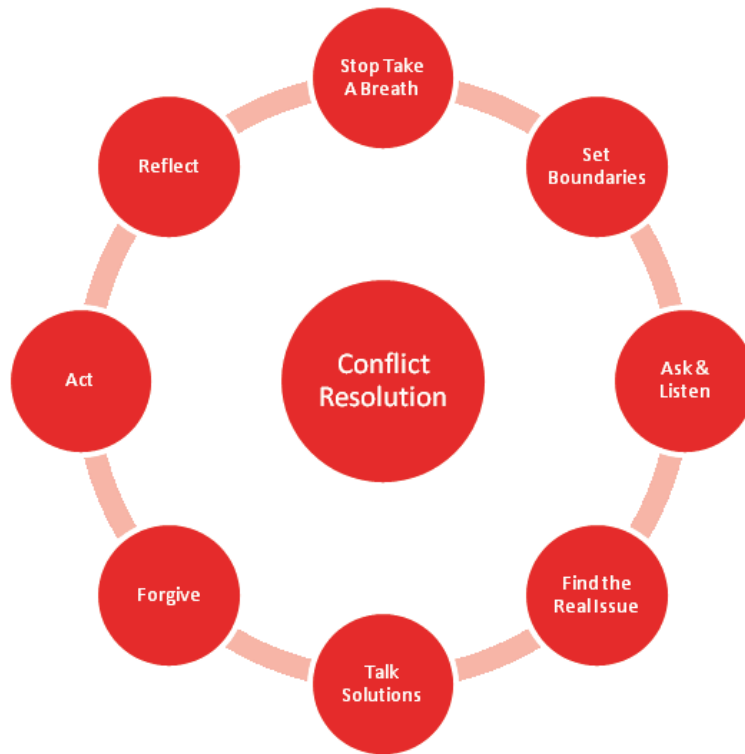 Stop Take
A Breath
Set
Boundaries
Ask &
Listen
Find the
Real Issue
Talk
Solutions
Forgive
Act
Reflect
Conflict
Resolution